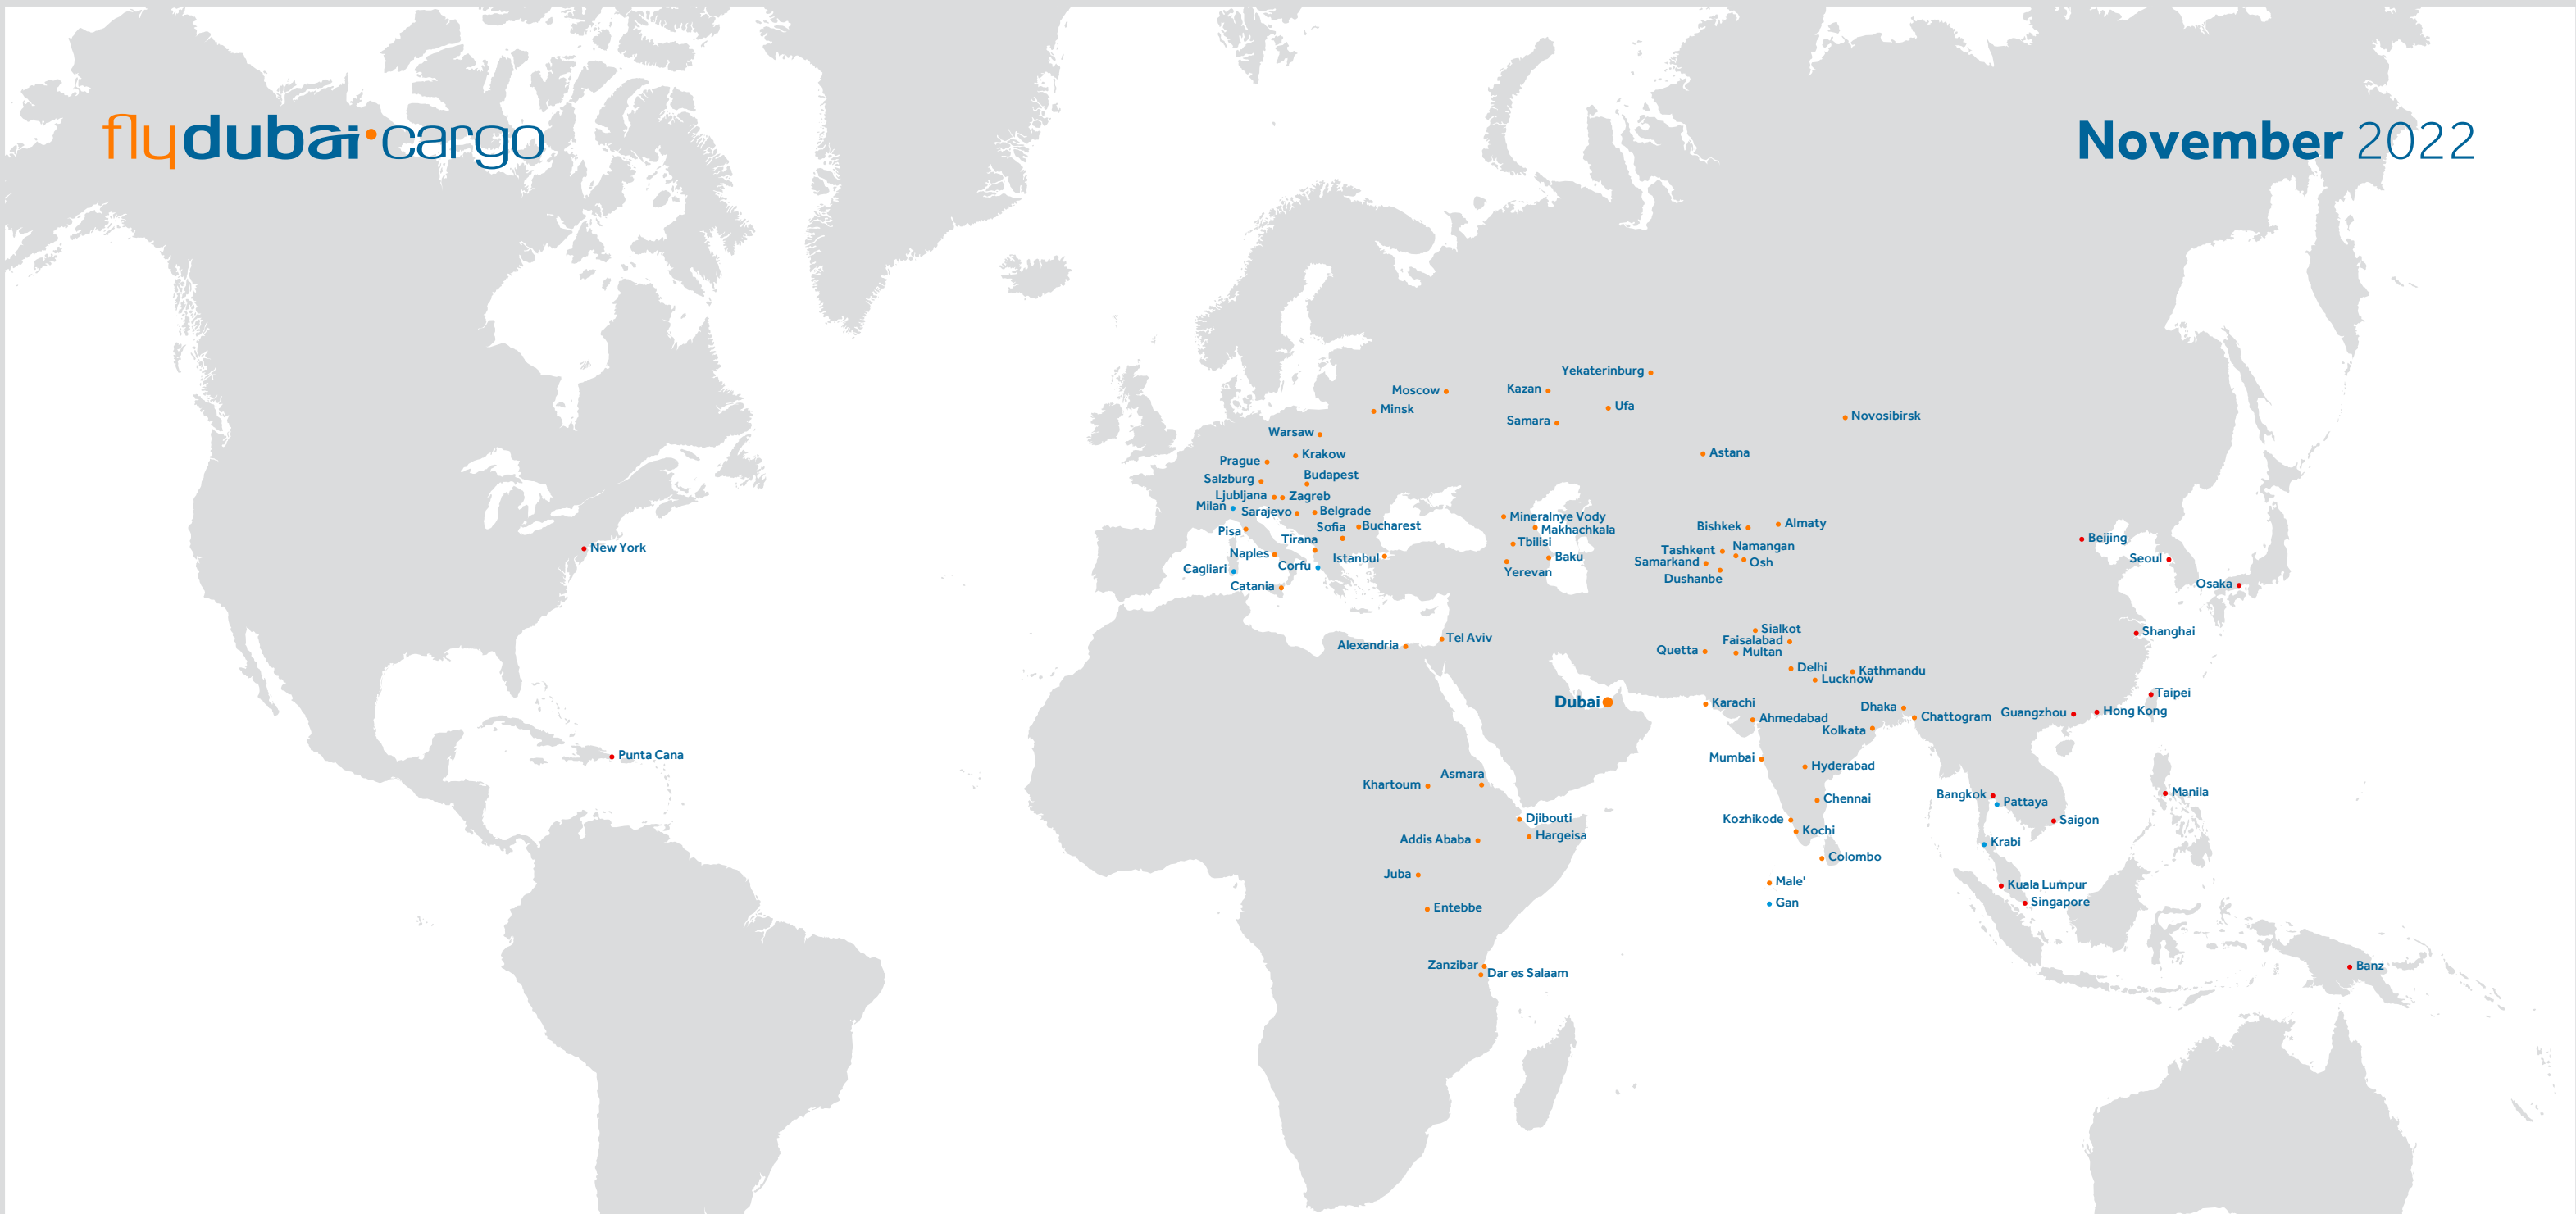 flydubai•cargo
November 2022
Yekaterinburg
Moscow
Kazan
Minsk
Ufa
Samara
Novosibirsk
Warsaw
Krakow
Astana
Prague
Budapest
Salzburg
Ljubljana
Zagreb
Milan
Sarajevo
Belgrade
Mineralnye Vody
Sofia
Bucharest
Makhachkala
Bishkek
Almaty
Pisa
Tirana
Tbilisi
Beijing
New York
Naples
Istanbul
Baku
Tashkent
Namangan
Seoul
Cagliari
Corfu
Yerevan
Samarkand
Osh
Dushanbe
Catania
Osaka
Sialkot
Shanghai
Alexandria
Tel Aviv
Faisalabad
Quetta
Multan
Delhi
Kathmandu
Lucknow
Taipei
Dubai
Karachi
Dhaka
Ahmedabad
Chattogram
Guangzhou
Hong Kong
Kolkata
Punta Cana
Mumbai
Hyderabad
Asmara
Khartoum
Bangkok
Manila
Chennai
Pattaya
Djibouti
Kozhikode
Saigon
Kochi
Hargeisa
Addis Ababa
Krabi
Colombo
Juba
Male'
Kuala Lumpur
Gan
Singapore
Entebbe
Zanzibar
Dar es Salaam
Banz